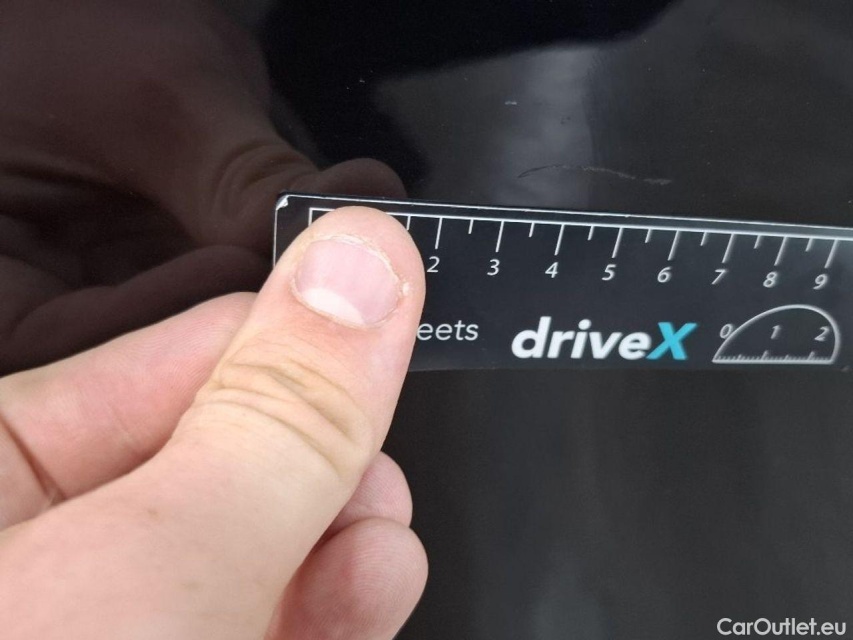 2 3 4 5 6 7 8 9
eets driveX 0 1 2
CarOutlet.eu